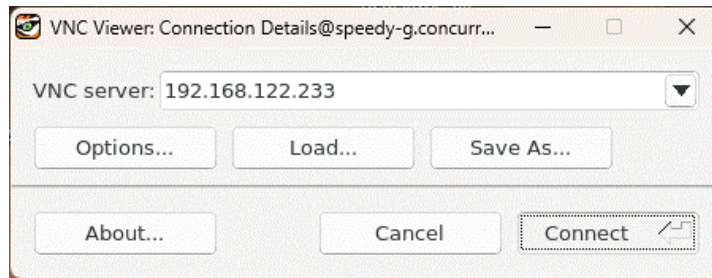 VNC Viewer: Connection Details@speedy-g.concurr...
VNC server: 192.168.122.233
Options... Load... Save As...
About... Cancel Connect